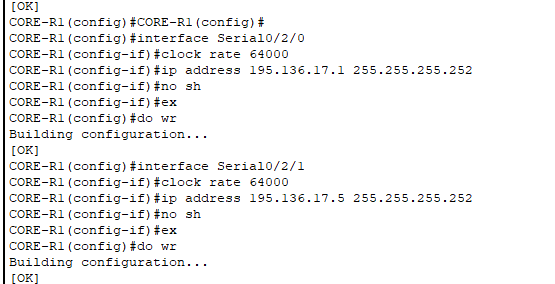 [OK]
CORE-R1(config)#CORE-R1(config)#
CORE-R1(config)#interface Serial0/2/0
CORE-R1(config-if)#clock rate 64000
CORE-R1(config-if)#ip address 195.136.17.1 255.255.255.252
CORE-R1(config-if)#no sh
CORE-R1(config-if)#ex
CORE-R1(config)#do wr
Building configuration...
[OK]
CORE-R1(config)#interface Serial0/2/1
CORE-R1(config-if)#clock rate 64000
CORE-R1(config-if)#ip address 195.136.17.5 255.255.255.252
CORE-R1(config-if)#no sh
CORE-R1(config-if)#ex
CORE-R1(config)#do wr
Building configuration...
[OK]